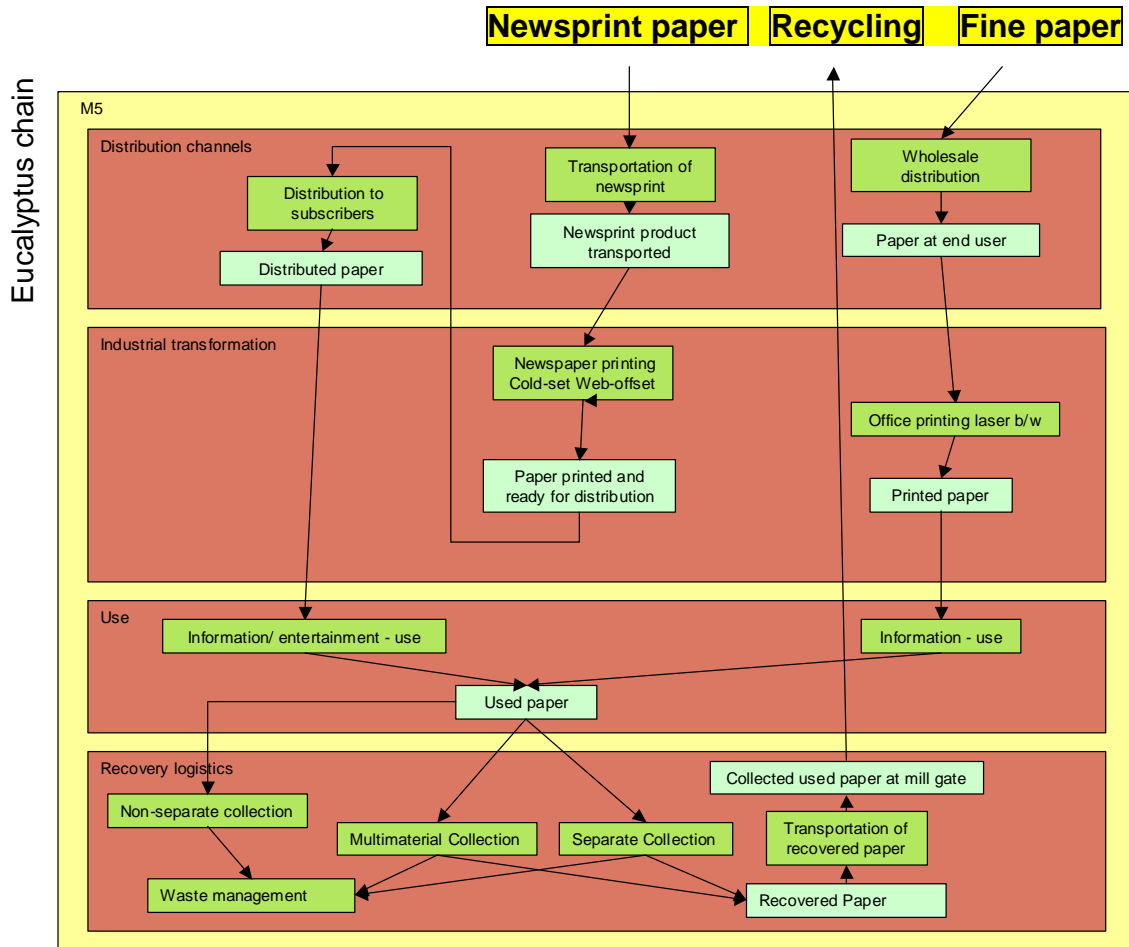 Newsprint paper Recycling Fine paper
Eucalyptus chain
M5
Distribution channels
Distribution to
subscribers
Distributed paper
Transportation of
newsprint
Newsprint product
transported
Wholesale
distribution
Paper at end user
Industrial transformation
Newspaper printing
Cold-set Web-offset
Paper printed and
ready for distribution
Office printing laser b/w
Printed paper
Use
Information/ entertainment - use
Information - use
Used paper
Recovery logistics
Non-separate collection
Multimaterial Collection
Separate Collection
Waste management
Collected used paper at mill gate
Transportation of
recovered paper
Recovered Paper